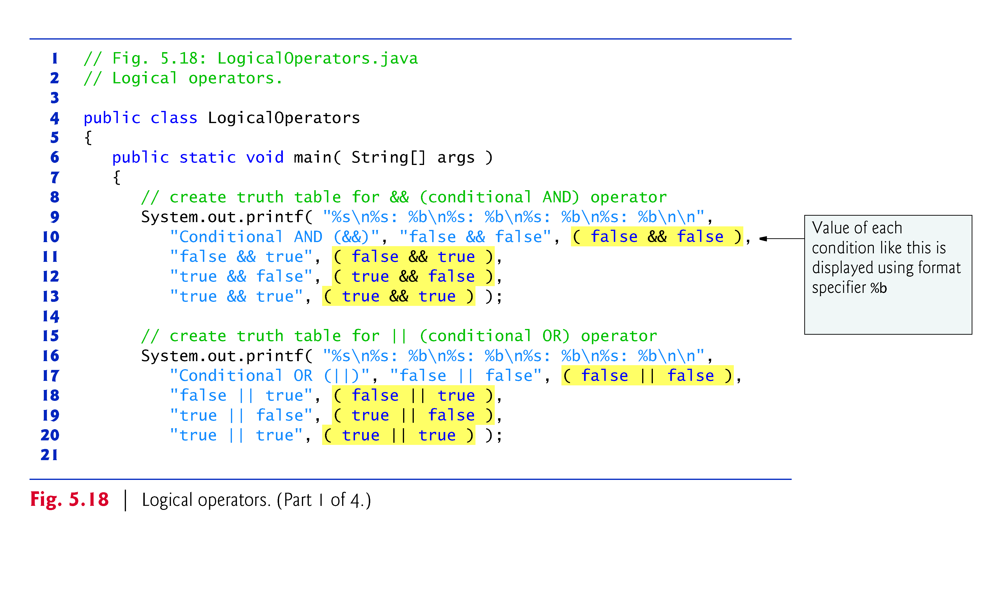 1 // Fig. 5.18: LogicalOperators.java
2 // Logical operators.
3
4 public class LogicalOperators
5 {
6    public static void main( String[] args )
7    {
8       // create truth table for && (conditional AND) operator
9       System.out.printf( "%s\n%s: %b\n%s: %b\n%s: %b\n%s: %b\n\n",
10          "Conditional AND (&&)", "false && false", ( false && false ),
11          "false && true", ( false && true ),
12          "true && false", ( true && false ),
13          "true && true", ( true && true ) );
14
15       // create truth table for || (conditional OR) operator
16       System.out.printf( "%s\n%s: %b\n%s: %b\n%s: %b\n%s: %b\n\n",
17          "Conditional OR (||)", "false || false", ( false || false ),
18          "false || true", ( false || true ),
19          "true || false", ( true || false ),
20          "true || true", ( true || true ) );
21
Value of each
condition like this is
displayed using format
specifier %b
Fig. 5.18 | Logical operators. (Part 1 of 4.)